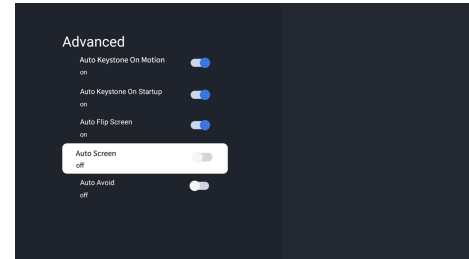 Advanced
Auto Keystone On Motion
on
Auto Keystone On Startup
on
Auto Flip Screen
on
Auto Screen
off
Auto Avoid
off